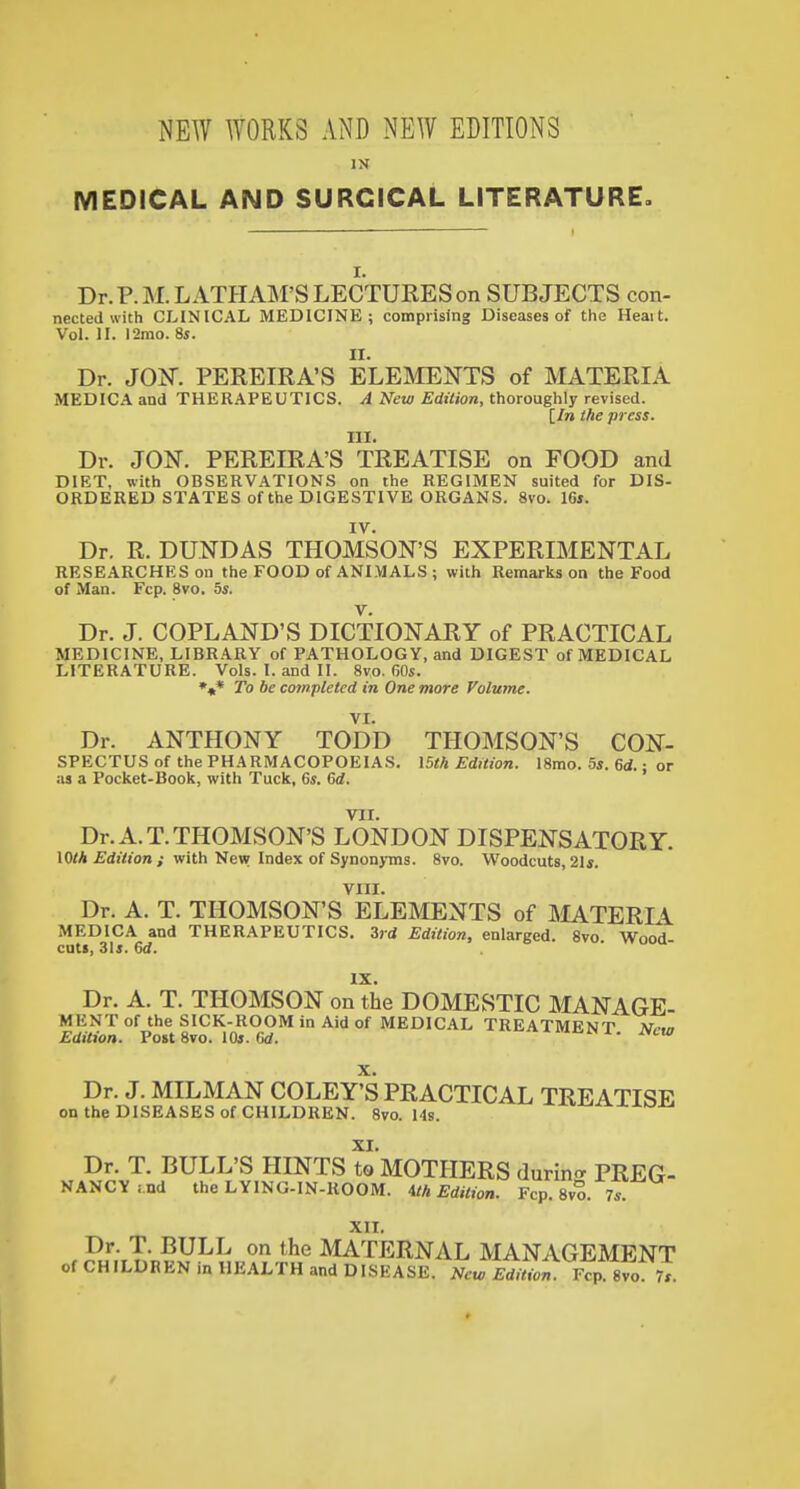 NEW WORKS AND NEW EDITIONS
IN
MEDICAL AND SURGICAL LITERATURE.
I.
Dr. P. M. LATHAM'S LECTURES on SUBJECTS con-
nected with CLINICAL MEDICINE; comprising Diseases of the Heart.
Vol. II. 12mo. 8s.
II.
Dr. JON. PEREIRA'S ELEMENTS of MATERIA
MEDICA and THERAPEUTICS. A New Edition, thoroughly revised.
[In the press.
III.
Dr. JON. PEREIRA'S TREATISE on FOOD and
DIET, with OBSERVATIONS on the REGIMEN suited for DIS-
ORDERED STATES of the DIGESTIVE ORGANS. 8vo. 16s.
IV.
Dr. R. DUNDAS THOMSON'S EXPERIMENTAL
RESEARCHES on the FOOD of ANIMALS; with Remarks on the Food
of Man. Fcp. 8vo. 5s.
V.
Dr. J. COPLAND'S DICTIONARY of PRACTICAL
MEDICINE, LIBRARY of PATHOLOGY, and DIGEST of MEDICAL
LITERATURE. Vols. I. and II. 8vo. 60s.
*** To be completed in One more Volume.
VI.
Dr. ANTHONY TODD THOMSON'S CON-
SPECTUS of the PHARMACOPOEIAS. 15th Edition. 18mo. 5s. 6d.; or
as a Pocket-Book, with Tuck, 6s. 6d.
VII.
Dr. A. T. THOMSON'S LONDON DISPENSATORY.
10th Edition; with New Index of Synonyms. 8vo. Woodcuts, 21s.
VIII.
Dr. A. T. THOMSON'S ELEMENTS of MATERIA
MEDICA and THERAPEUTICS. 3rd Edition, enlarged. 8vo. Wood-
cuts, 31s. 6d.
IX.
Dr. A. T. THOMSON on the DOMESTIC MANAGE-
MENT of the SICK-ROOM in Aid of MEDICAL TREATMENT. New
Edition. Post 8vo. 10s. 6d.
X.
Dr. J. MILMAN COLEY'S PRACTICAL TREATISE
on the DISEASES of CHILDREN. 8vo. 14s.
XI.
Dr. T. BULL'S HINTS to MOTHERS during PREG-
NANCY and the LYING-IN-ROOM. 4th Edition. Fcp. 8vo. 7s.
XII.
Dr. T. BULL on the MATERNAL MANAGEMENT
of CHILDREN in HEALTH and DISEASE. New Edition. Fcp. 8vo. 7s.